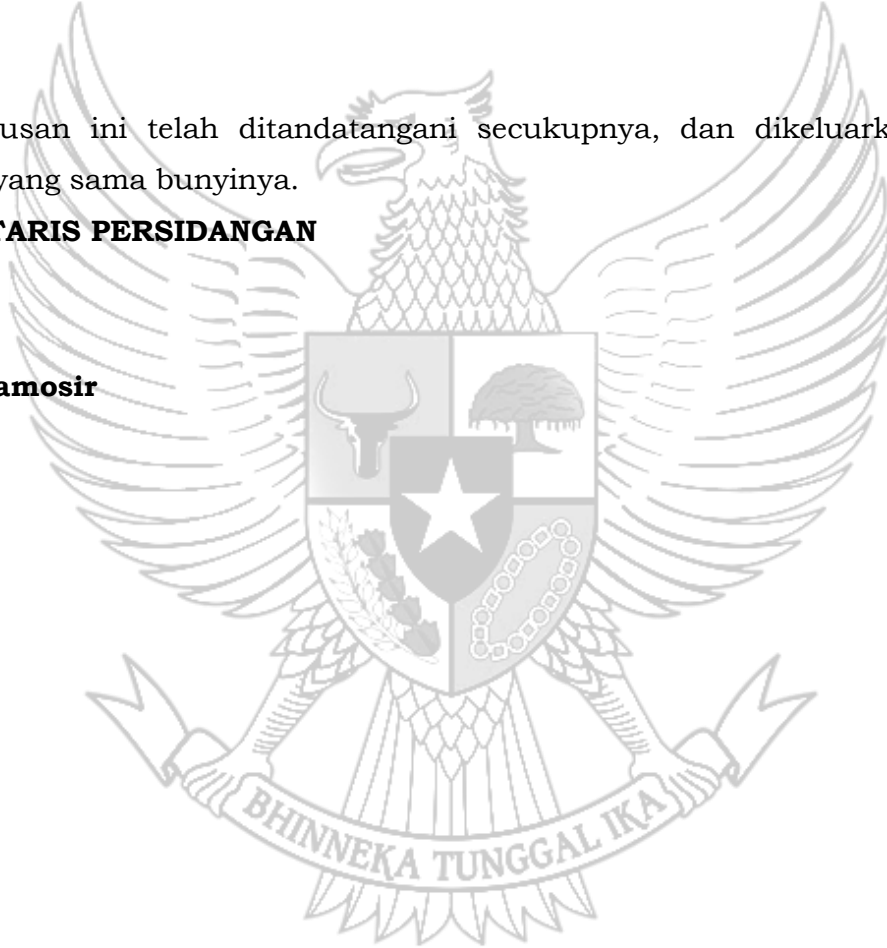 usan ini telah ditandatangani secukupnya, dan dikeluark
yang sama bunyinya.
TARIS PERSIDANGAN
amosir
BHINNEKA TUNGGAL IKA